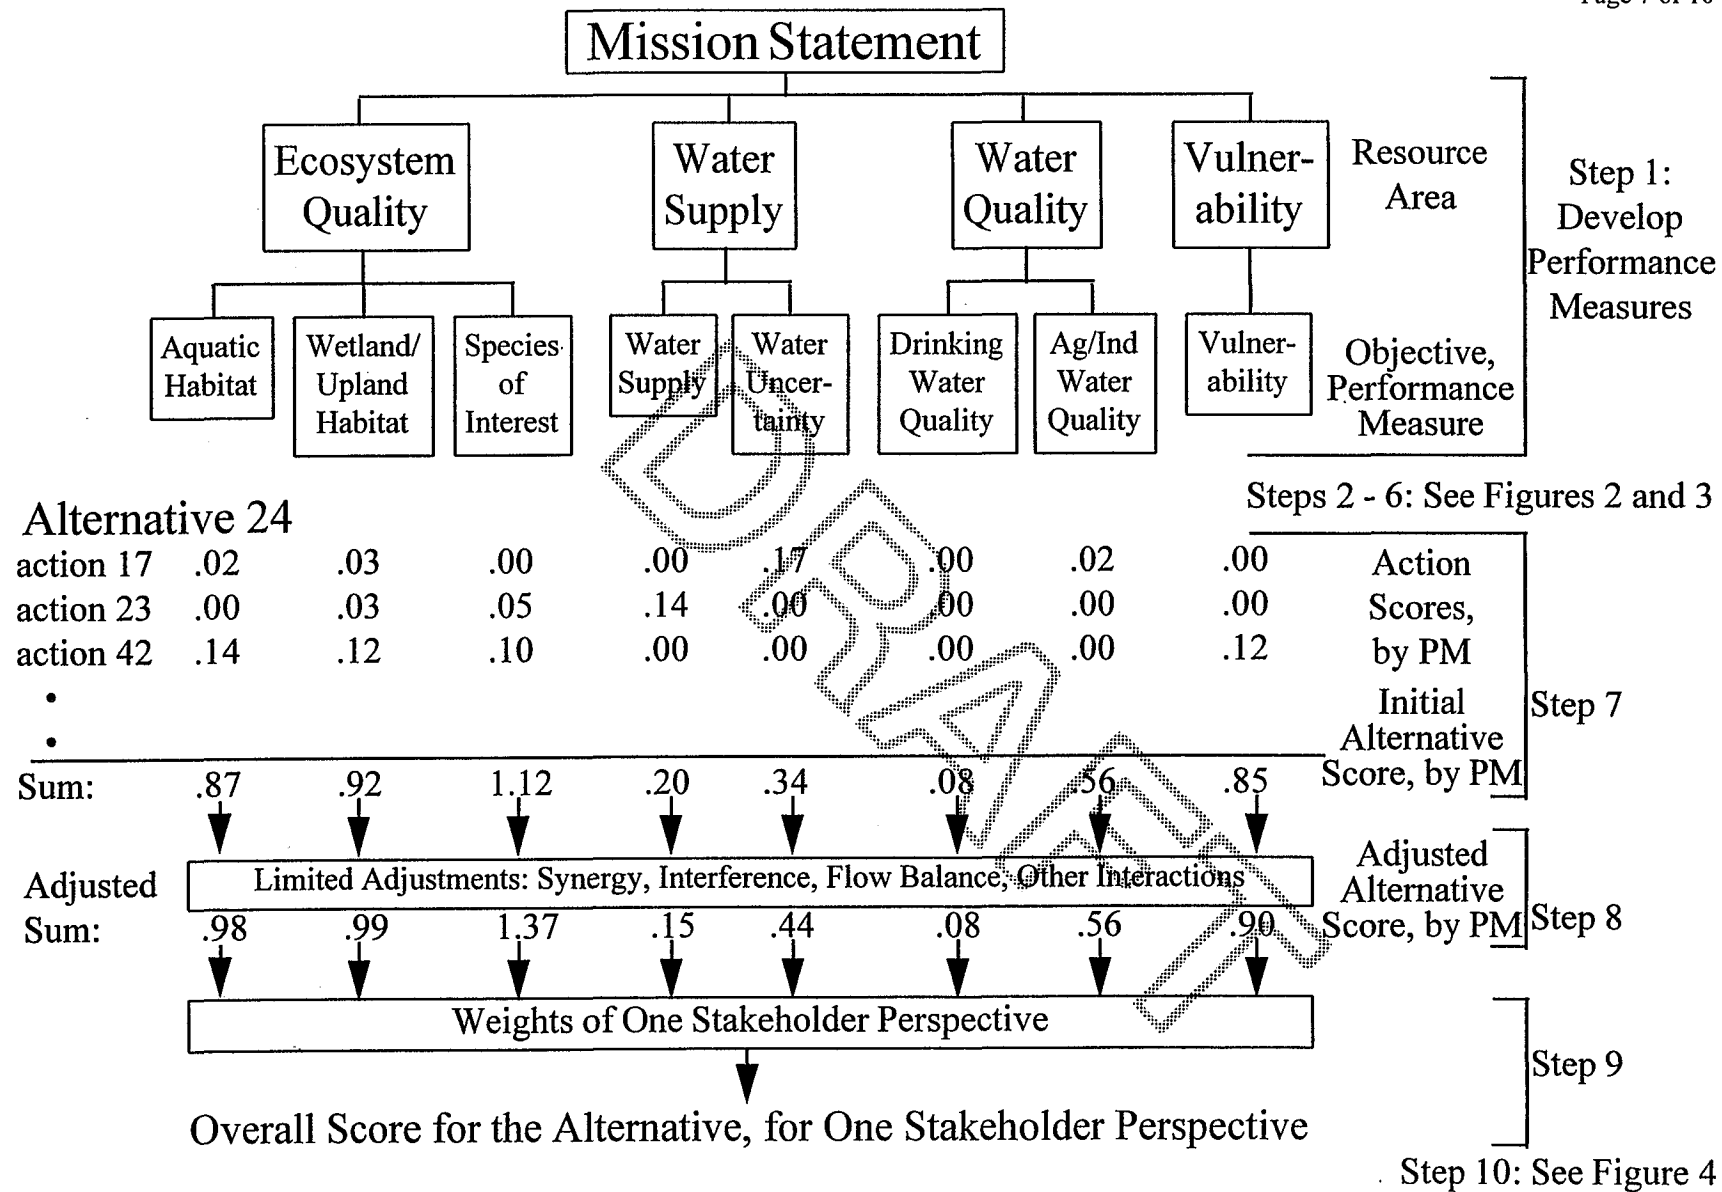 Page 7 of 16
Mission Statement
Ecosystem
Quality
Water
Supply
Water
Quality
Vulner-
ability
Resource
Area
Step 1:
Develop
Performance
Measures
Aquatic
Habitat
Wetland/
Upland
Habitat
Species
of
Interest
Water
Supply
Water
Uncer-
tainty
Drinking
Water
Quality
Ag/Ind
Water
Quality
Vulner-
ability
Objective,
Performance
Measure
Steps 2 - 6: See Figures 2 and 3
Alternative 24
action 17 .02 .03 .00 .00 .17 .00 .02 .00
action 23 .00 .03 .05 .14 .00 .00 .00 .00
action 42 .14 .12 .10 .00 .00 .00 .00 .12
•
•
Action
Scores,
by PM
Initial
Alternative
Score, by PM
Step 7
Sum: .87 .92 1.12 .20 .34 .08 .56 .85
Limited Adjustments: Synergy, Interference, Flow Balance, Other Interactions
Adjusted
Sum: .98 .99 1.37 .15 .44 .08 .56 .90
Adjusted
Alternative
Score, by PM
Step 8
Weights of One Stakeholder Perspective
Step 9
Overall Score for the Alternative, for One Stakeholder Perspective
Step 10: See Figure 4
DRAFT